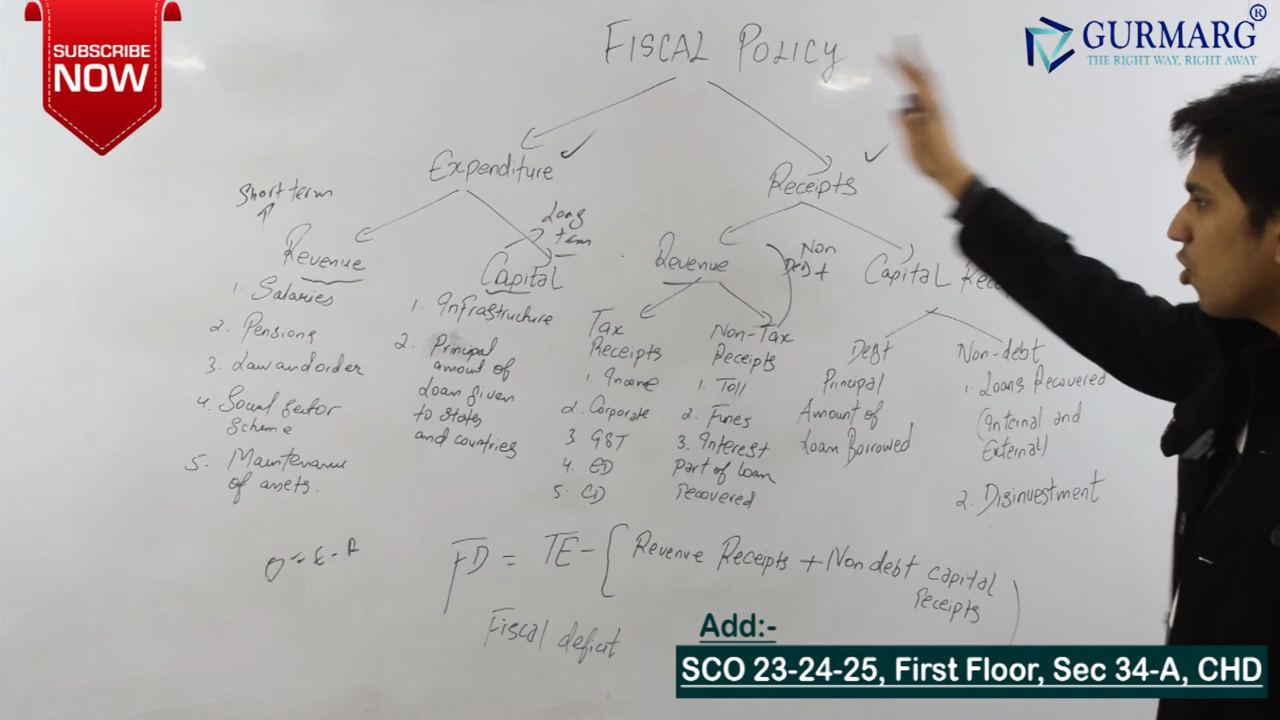 SUBSCRIBE
NOW
GURMARG®
THE RIGHT WAY, RIGHT AWAY
FISCAL POLICY
Expenditure
Receipts
Short term
Long
term
Revenue
Capital
1. Salaries
2. Pensions
3. Law and order
4. Social sector
Scheme
5. Maintenance
of assets.
1. Infrastructure
2. Principal
amount of
Loan given
to states
and countries
Revenue
Non
Debt
Capital
Tax
Receipts
1. Income
2. Corporate
3 GST
4. ED
5. CD
Non-Tax
Receipts
1. Toll
2. Fines
3. Interest
Part of loan
recovered
Debt
Principal
Amount of
Loan Borrowed
Non-debt
1. Loans Recovered
(Internal and
External)
2. Disinvestment
FD = TE - { Revenue Receipts + Non debt capital
Receipts
Fiscal deficit
Add:-
SCO 23-24-25, First Floor, Sec 34-A, CHD